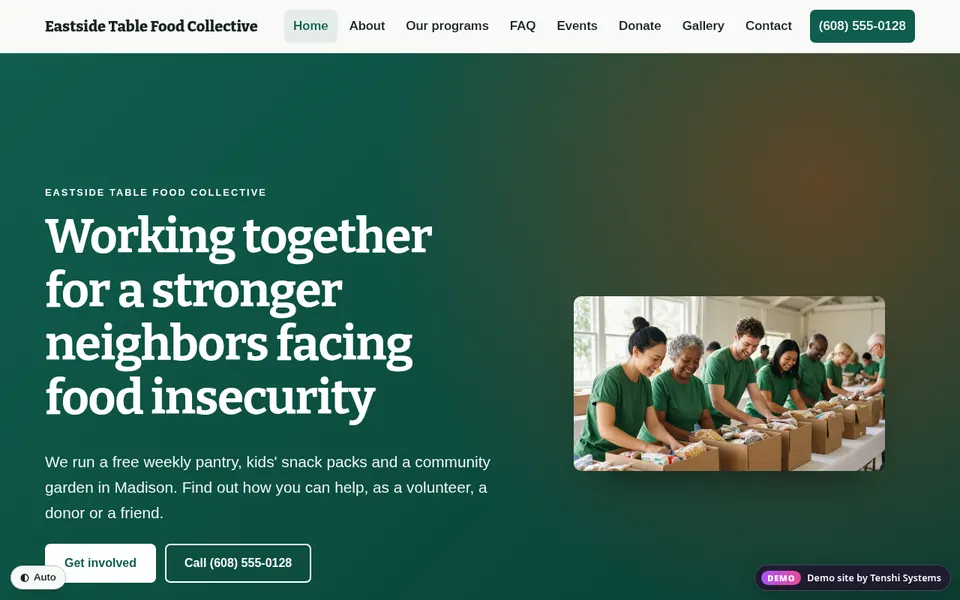 Eastside Table Food Collective
Home
About
Our programs
FAQ
Events
Donate
Gallery
Contact
(608) 555-0128
EASTSIDE TABLE FOOD COLLECTIVE
Working together
for a stronger
neighbors facing
food insecurity
We run a free weekly pantry, kids' snack packs and a community
garden in Madison. Find out how you can help, as a volunteer, a
donor or a friend.
Get involved
Call (608) 555-0128
Auto
DEMO
Demo site by Tenshi Systems